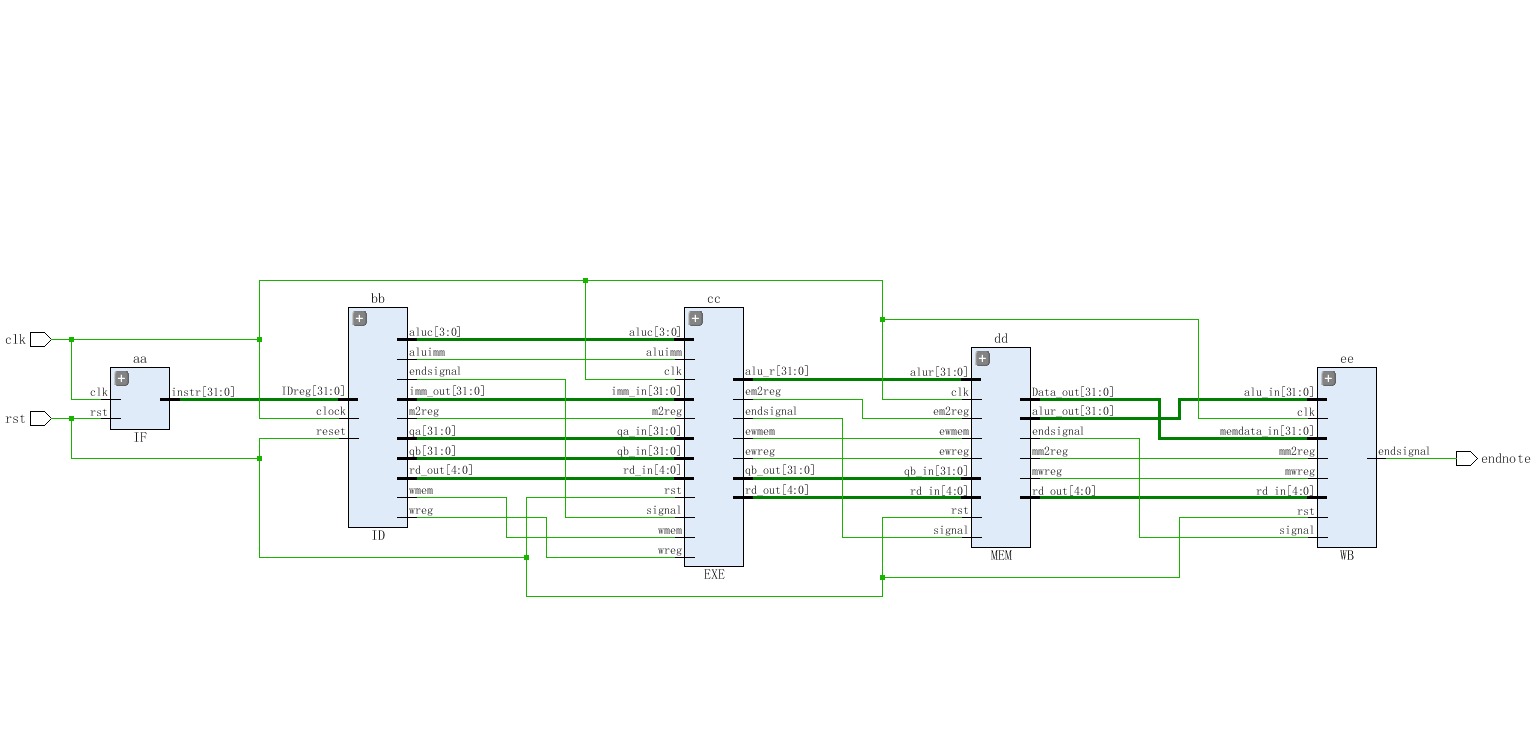 clk
rst
aa
clk
rst
instr[31:0]
IF
bb
IDreg[31:0]
clock
reset
aluc[3:0]
aluimm
endsignal
imm_out[31:0]
m2reg
qa[31:0]
qb[31:0]
rd_out[4:0]
wmem
wreg
ID
cc
aluc[3:0]
aluimm
clk
imm_in[31:0]
m2reg
qa_in[31:0]
qb_in[31:0]
rd_in[4:0]
rst
signal
wmem
wreg
alu_r[31:0]
em2reg
endsignal
ewmem
ewreg
qb_out[31:0]
rd_out[4:0]
EXE
dd
alur[31:0]
clk
em2reg
ewmem
ewreg
qb_in[31:0]
rd_in[4:0]
rst
signal
Data_out[31:0]
alur_out[31:0]
endsignal
mm2reg
mwreg
rd_out[4:0]
MEM
ee
alu_in[31:0]
clk
memdata_in[31:0]
mm2reg
mwreg
rd_in[4:0]
rst
signal
endsignal
WB
endnote